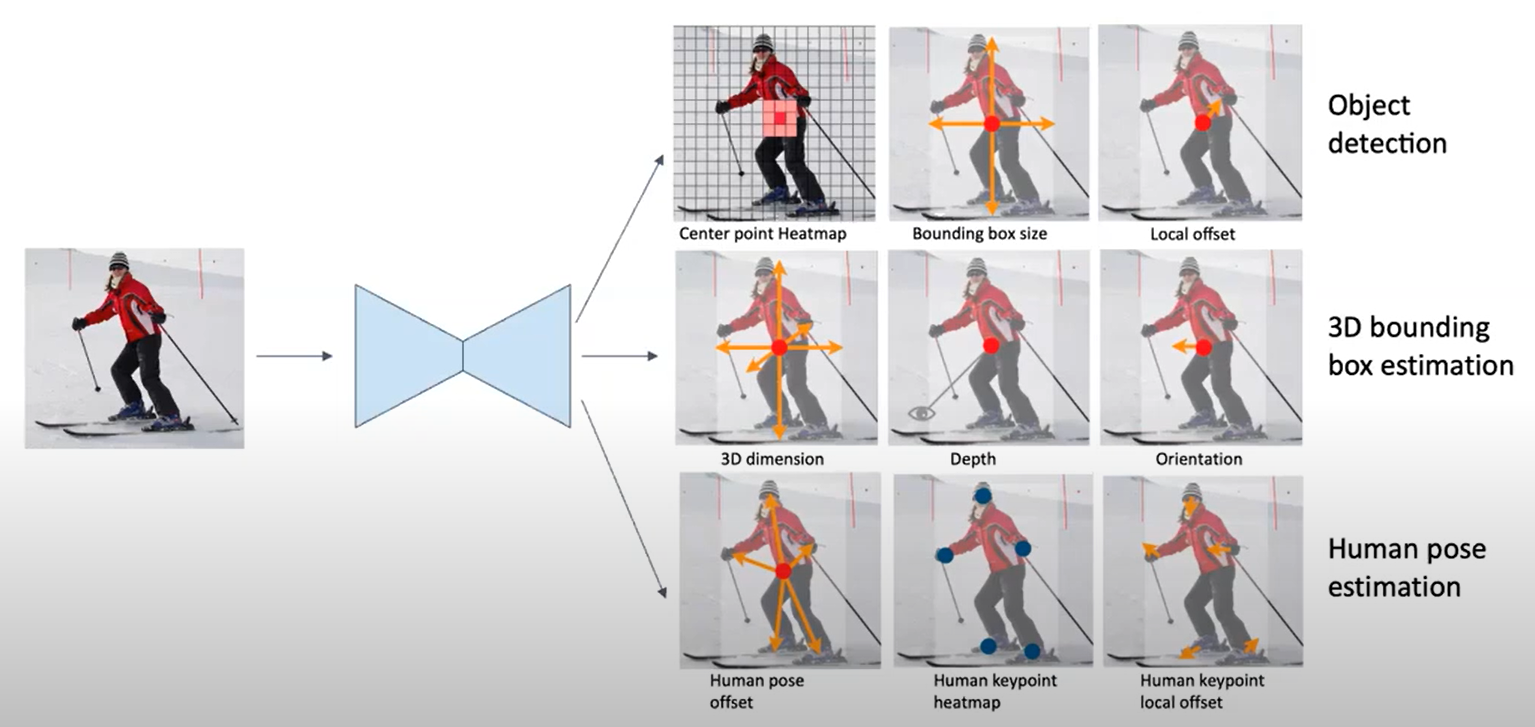 Center point Heatmap
Bounding box size
Local offset
Object
detection
3D dimension
Depth
Orientation
3D bounding
box estimation
Human pose
offset
Human keypoint
heatmap
Human keypoint
local offset
Human pose
estimation